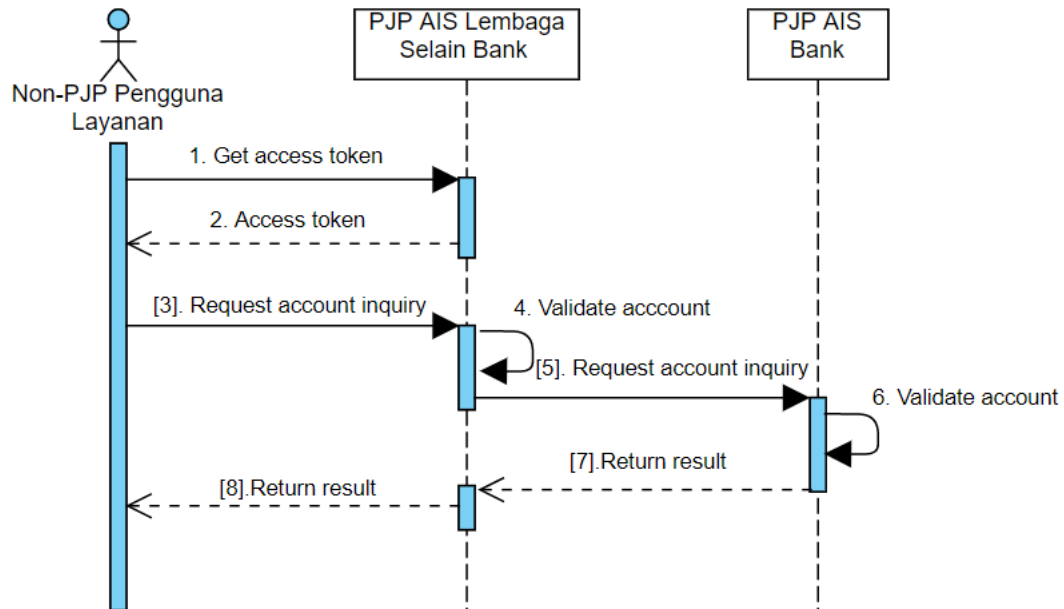 PJP AIS Lembaga
Selain Bank
PJP AIS
Bank
Non-PJP Pengguna
Layanan
1. Get access token
2. Access token
[3]. Request account inquiry
4. Validate acccount
[5]. Request account inquiry
6. Validate account
[7].Return result
[8].Return result